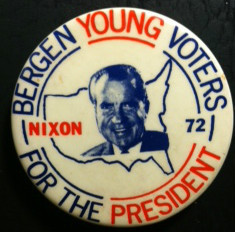 BERGEN YOUNG VOTERS
NIXON 72
FOR THE PRESIDENT